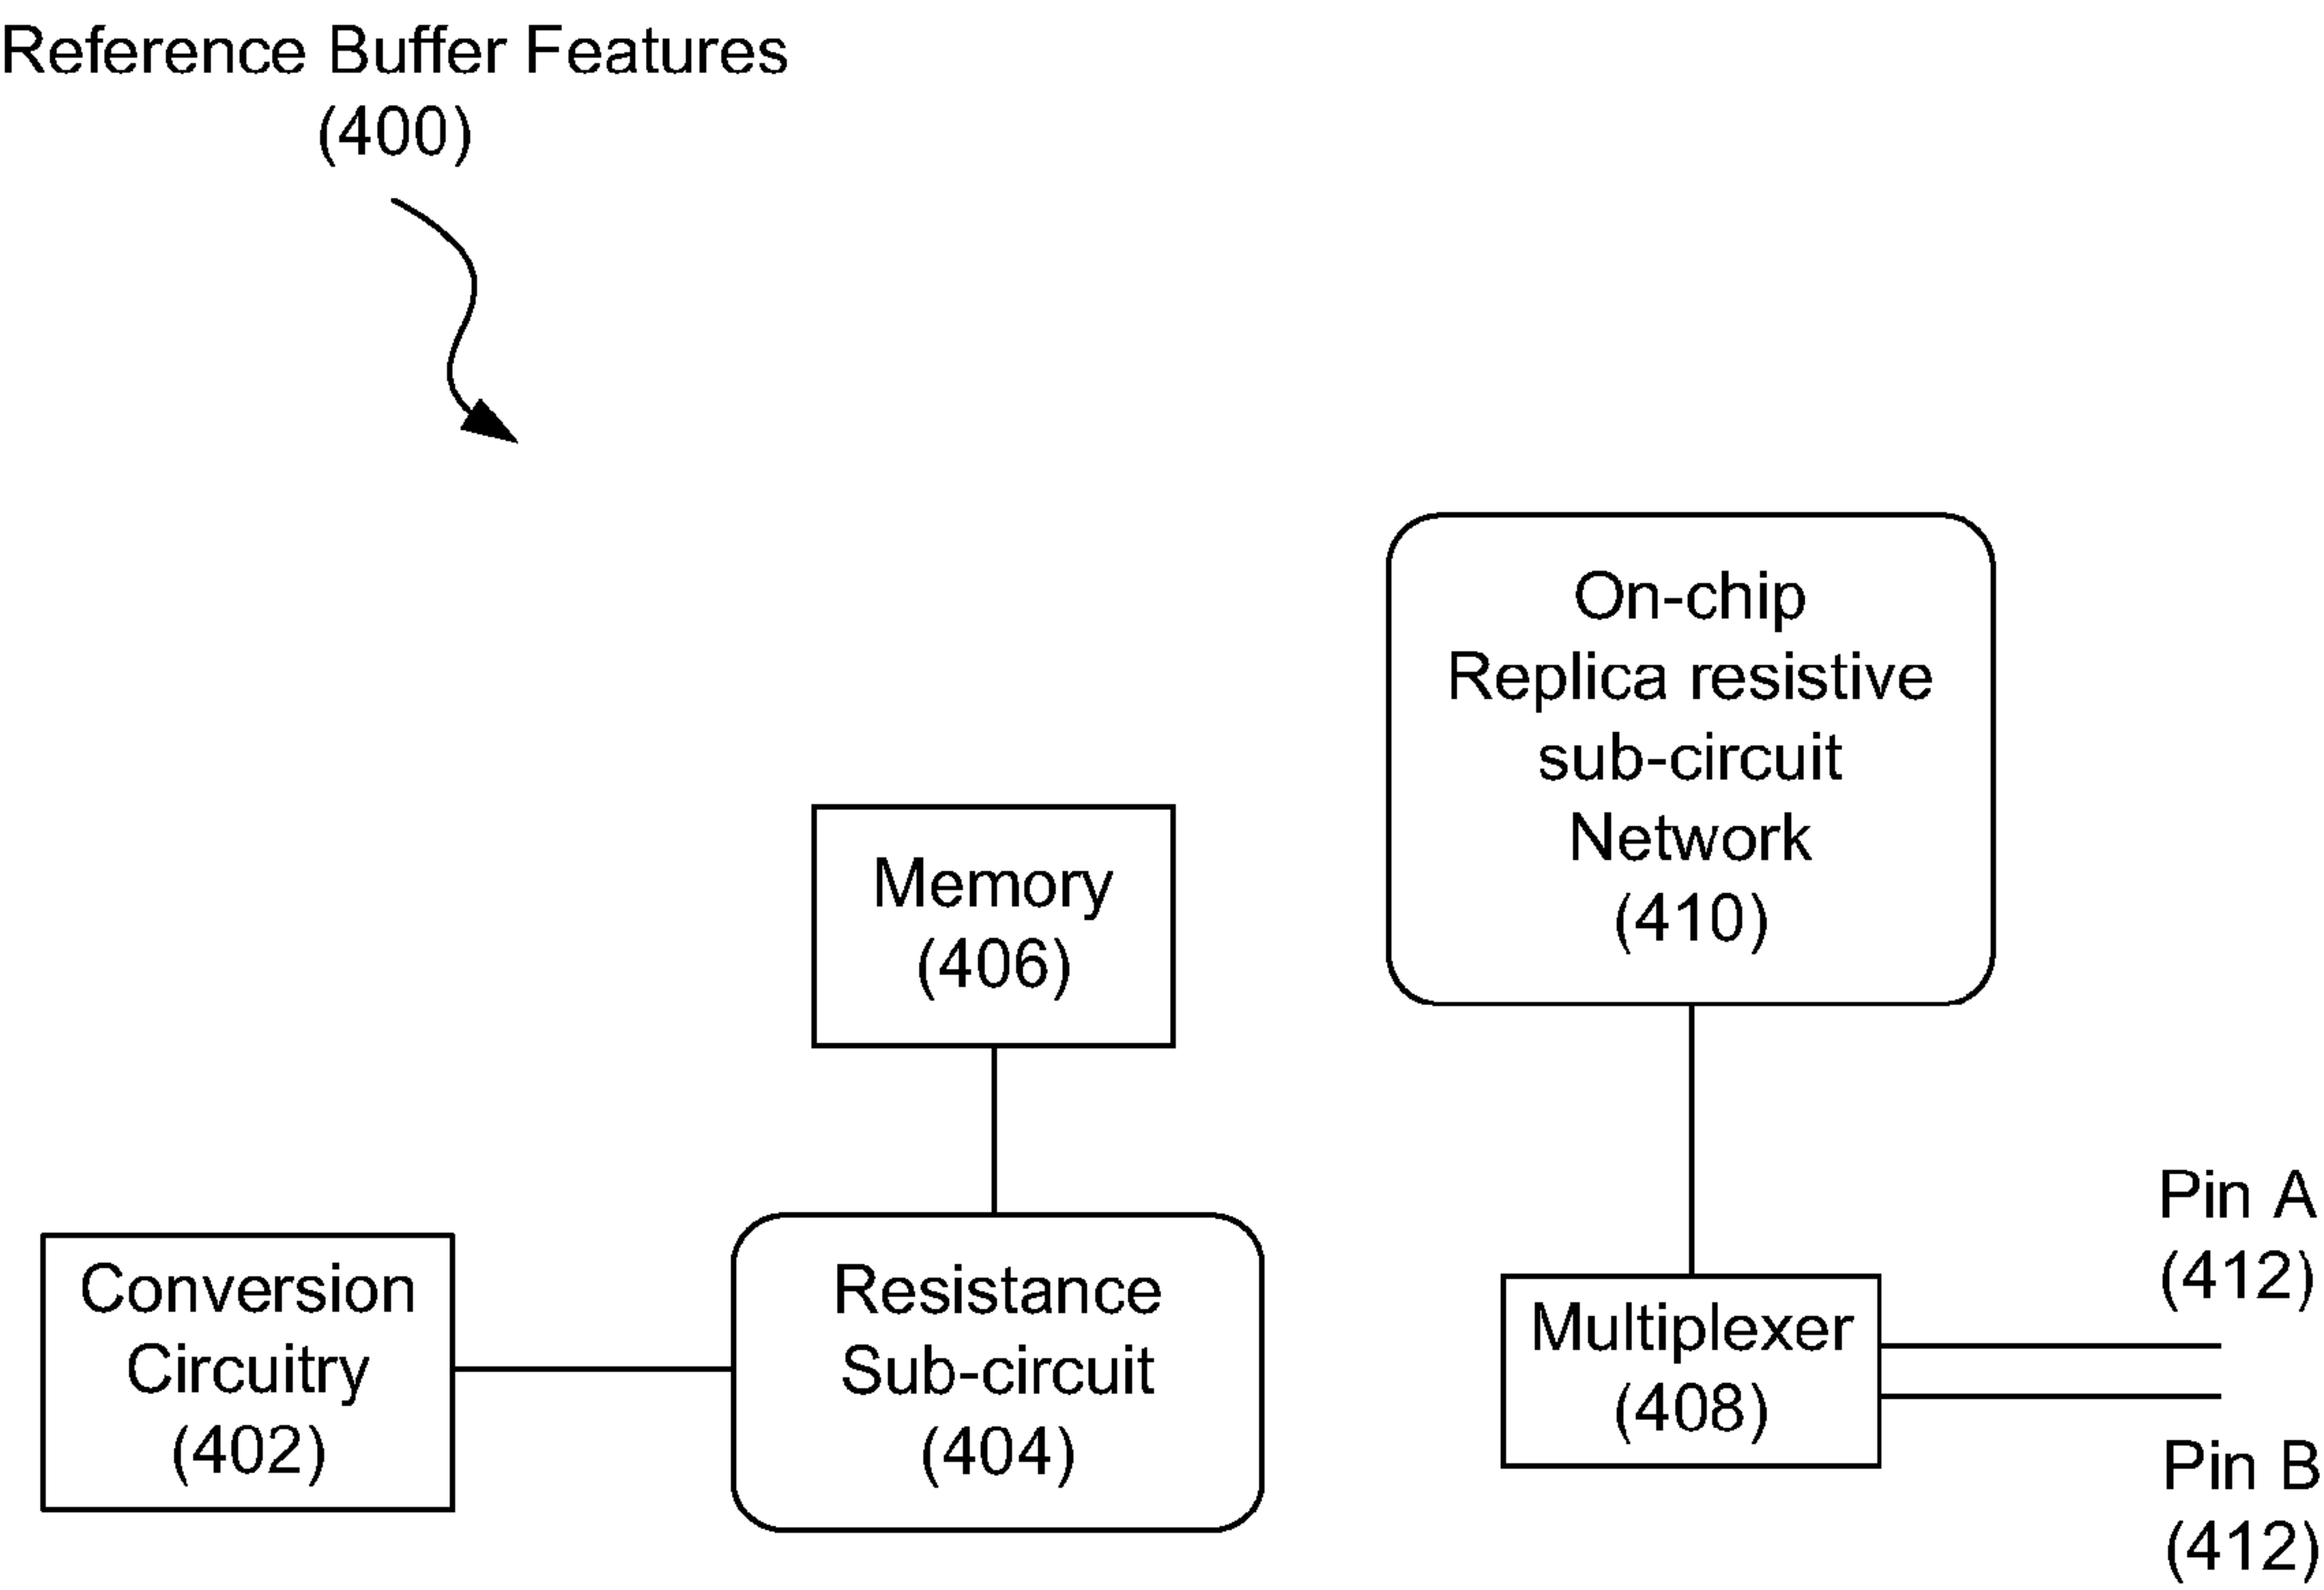 Reference Buffer Features
(400)
On-chip
Replica resistive
sub-circuit
Network
(410)
Memory
(406)
Conversion
Circuitry
(402)
Resistance
Sub-circuit
(404)
Multiplexer
(408)
Pin A
(412)
Pin B
(412)